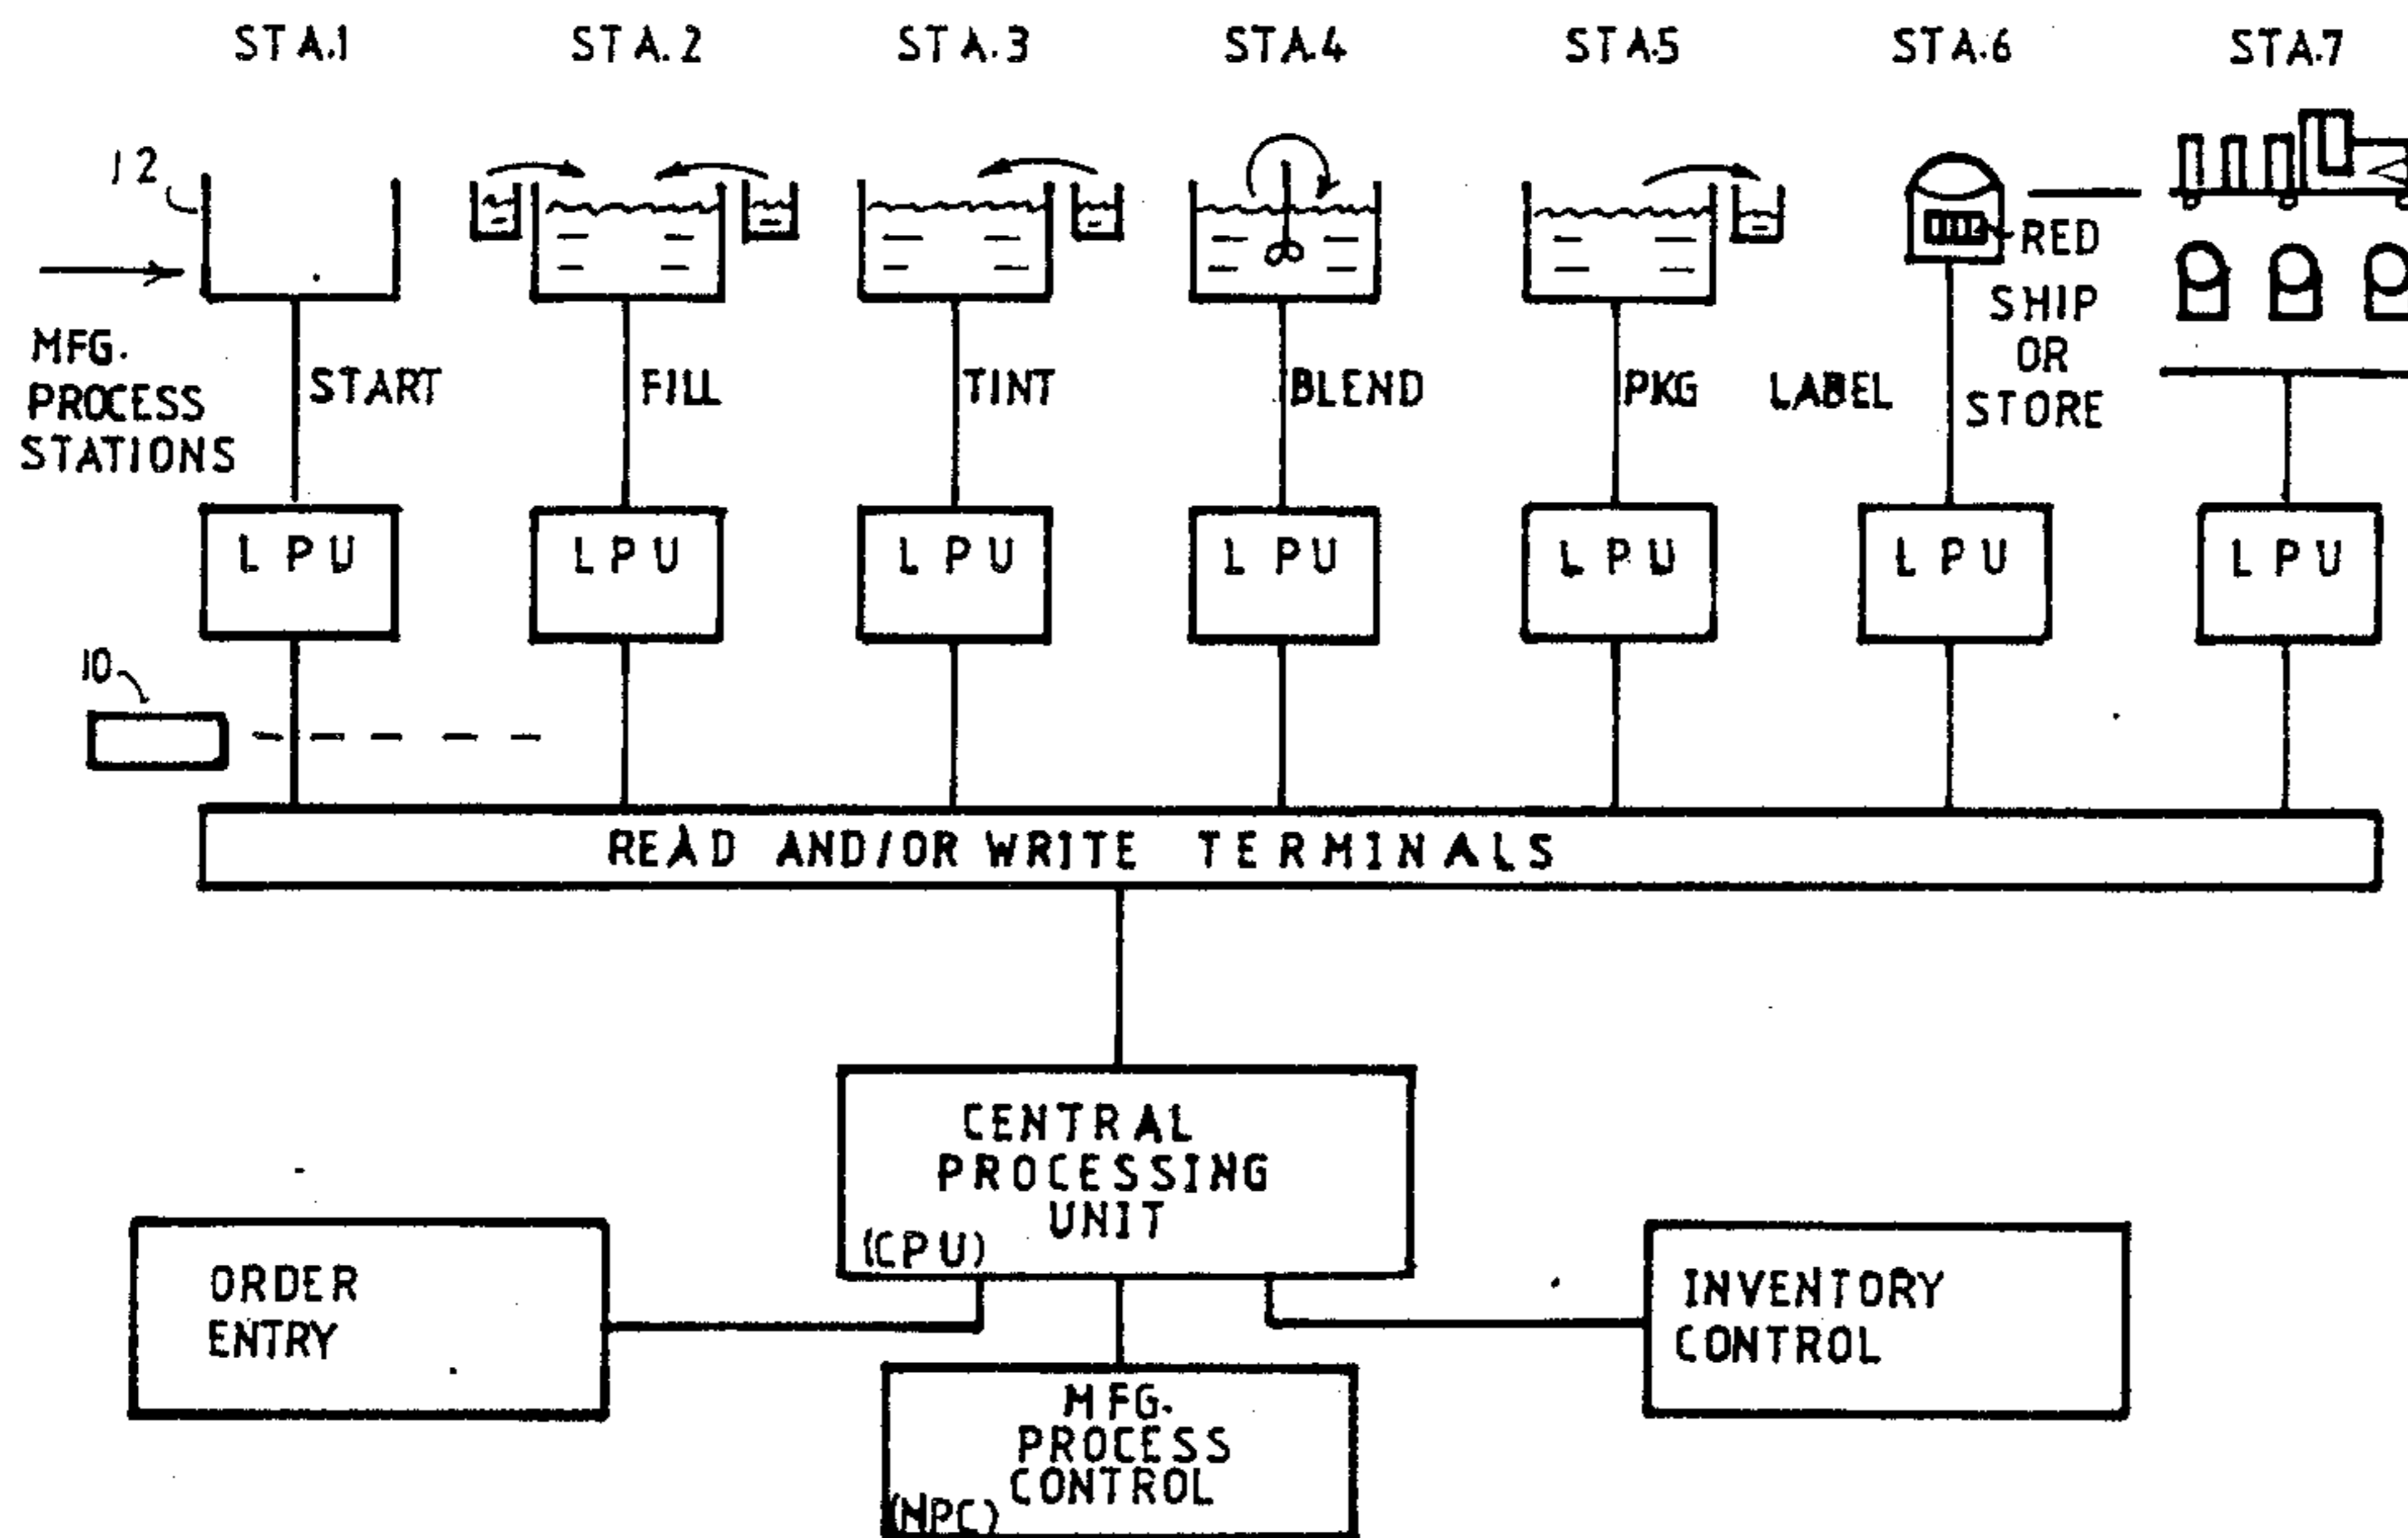 STA.1 STA.2 STA.3 STA.4 STA.5 STA.6 STA.7
12
RED
MFG.
PROCESS
STATIONS
START
FILL
TINT
BLEND
PKG
LABEL
SHIP
OR
STORE
LPU LPU LPU LPU LPU LPU LPU
10
READ AND/OR WRITE TERMINALS
CENTRAL
PROCESSING
UNIT
(CPU)
ORDER
ENTRY
INVENTORY
CONTROL
MFG.
PROCESS
CONTROL
(MPC)